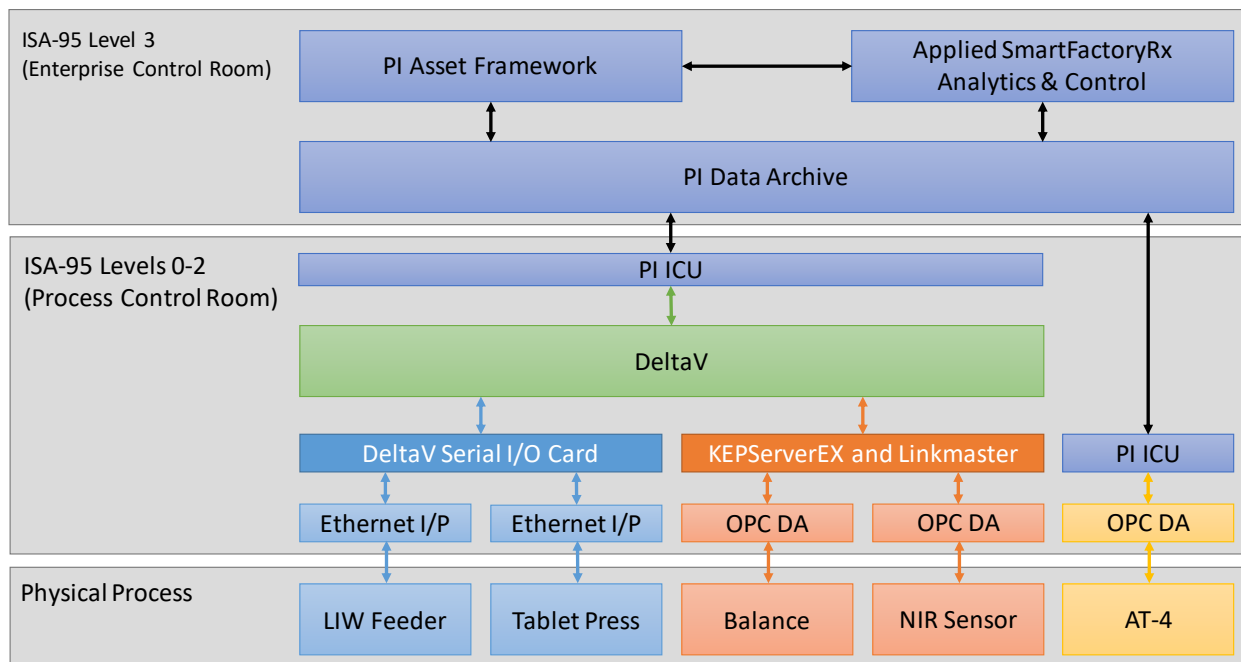 ISA-95 Level 3
(Enterprise Control Room)
PI Asset Framework
Applied SmartFactoryRx
Analytics & Control
PI Data Archive
ISA-95 Levels 0-2
(Process Control Room)
PI ICU
DeltaV
DeltaV Serial I/O Card
KEPServerEX and Linkmaster
PI ICU
Ethernet I/P
Ethernet I/P
OPC DA
OPC DA
OPC DA
Physical Process
LIW Feeder
Tablet Press
Balance
NIR Sensor
AT-4